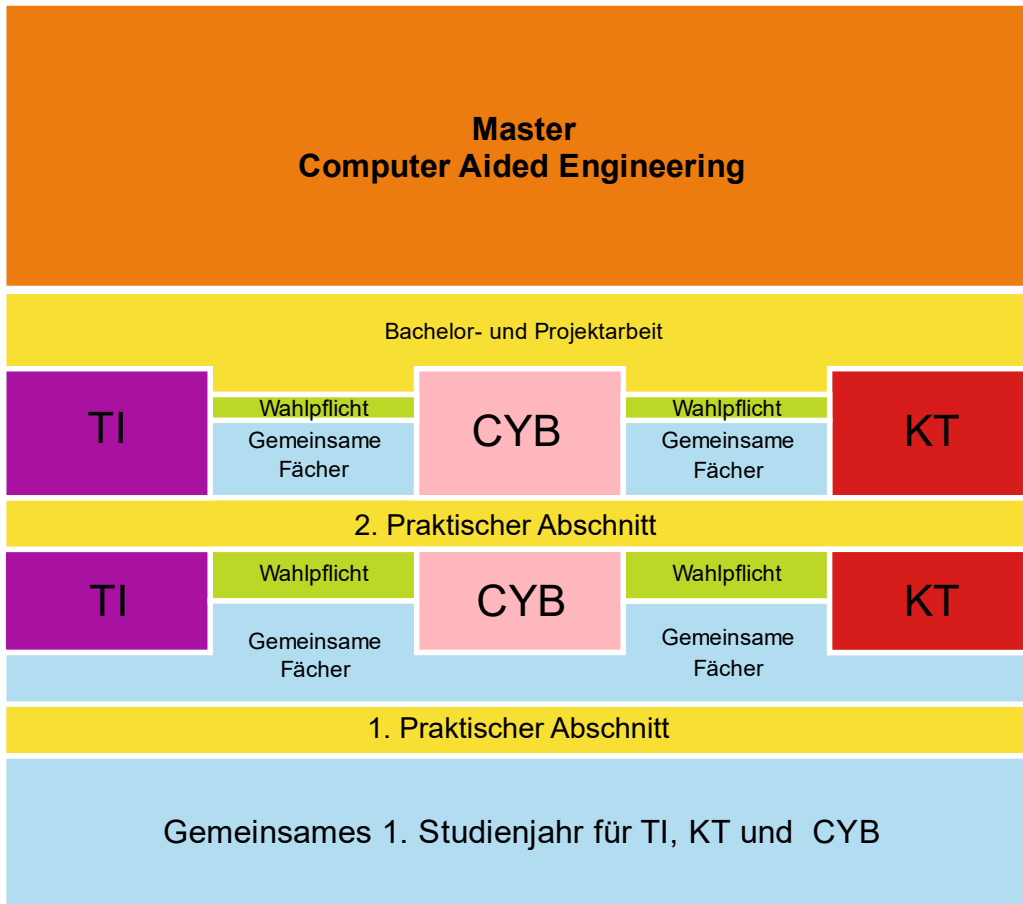 Master
Computer Aided Engineering
Bachelor- und Projektarbeit
TI
Wahlpflicht
Gemeinsame
Fächer
CYB
Wahlpflicht
Gemeinsame
Fächer
KT
2. Praktischer Abschnitt
TI
Wahlpflicht
Gemeinsame
Fächer
CYB
Wahlpflicht
Gemeinsame
Fächer
KT
1. Praktischer Abschnitt
Gemeinsames 1. Studienjahr für TI, KT und CYB